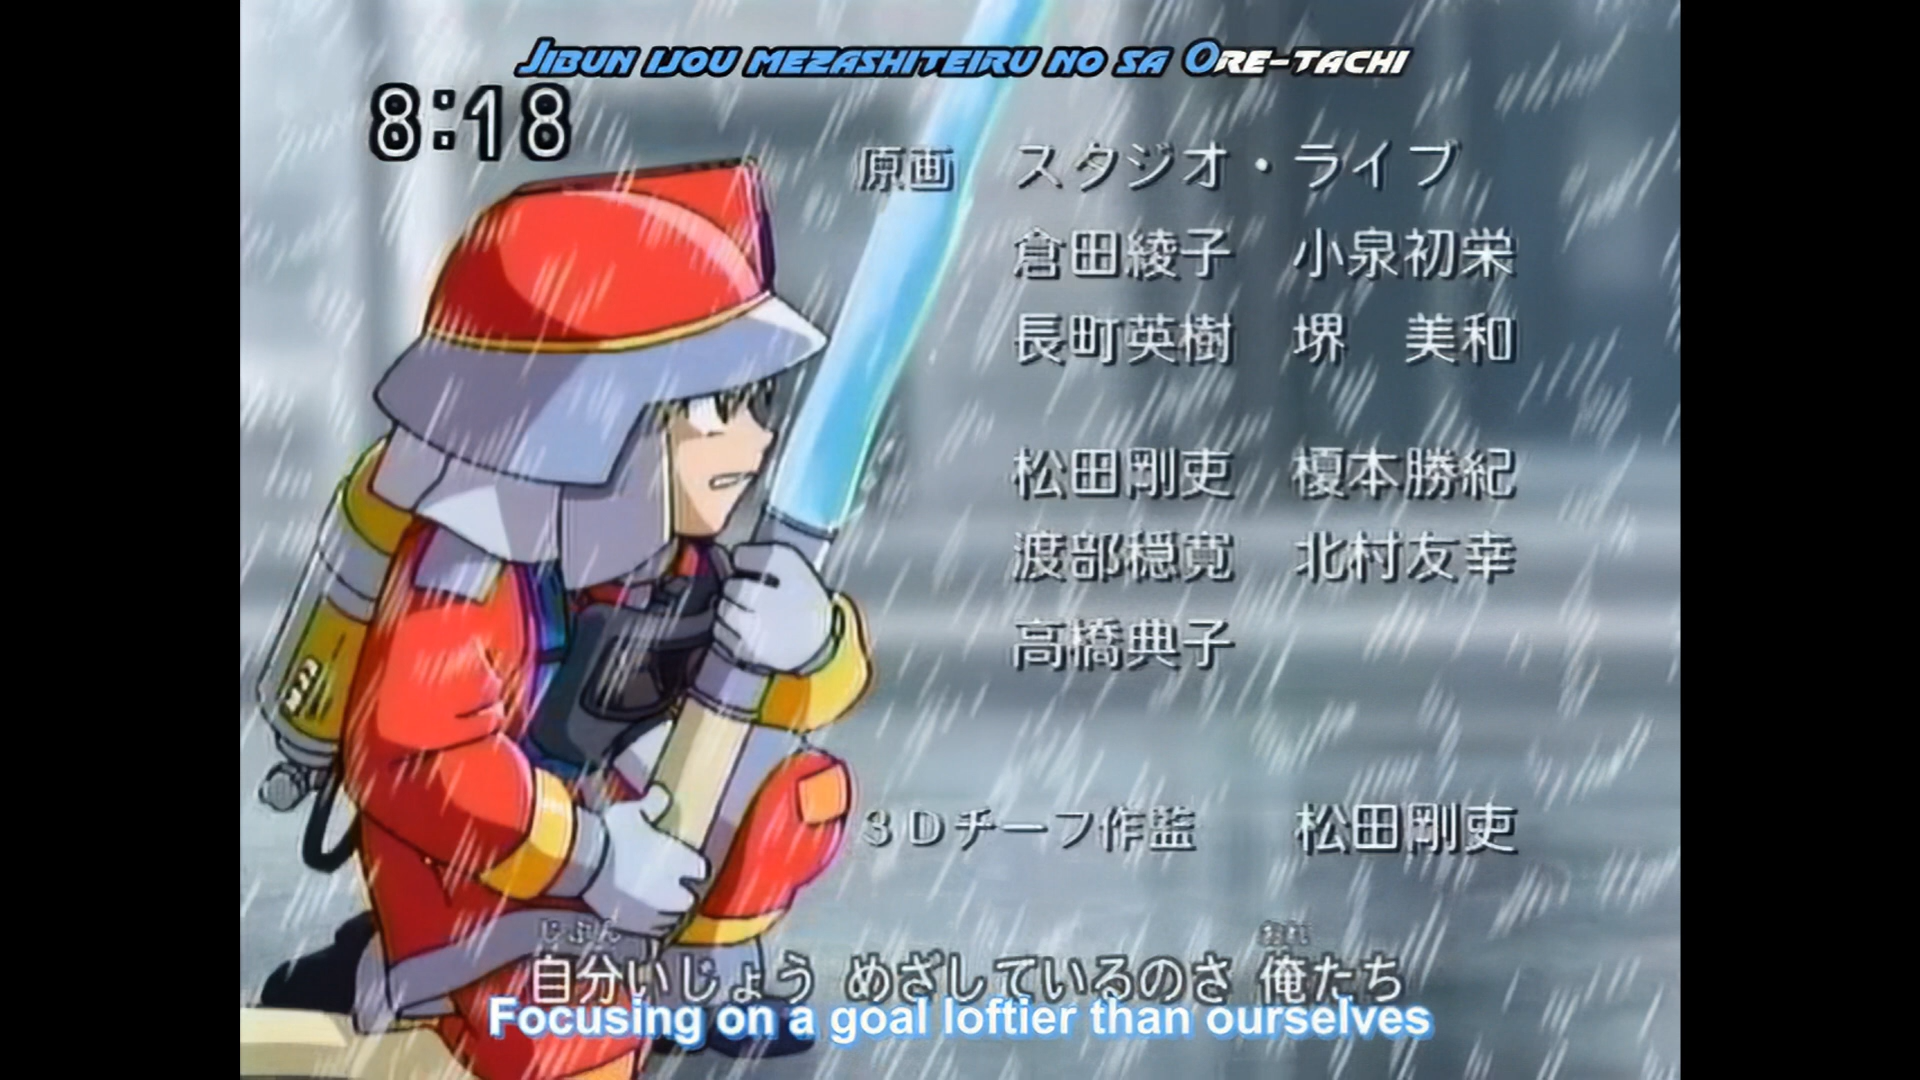 Jibun ijou mezashiteiru no sa Ore-tachi
8:18
原画 スタジオ・ライブ
倉田綾子 小泉初栄
長町英樹 堺 美和
松田剛吏 榎本勝紀
渡部穏寛 北村友幸
高橋典子
3Dチーフ作監 松田剛吏
じぶん おれ
自分いじょう めざしているのさ 俺たち
Focusing on a goal loftier than ourselves